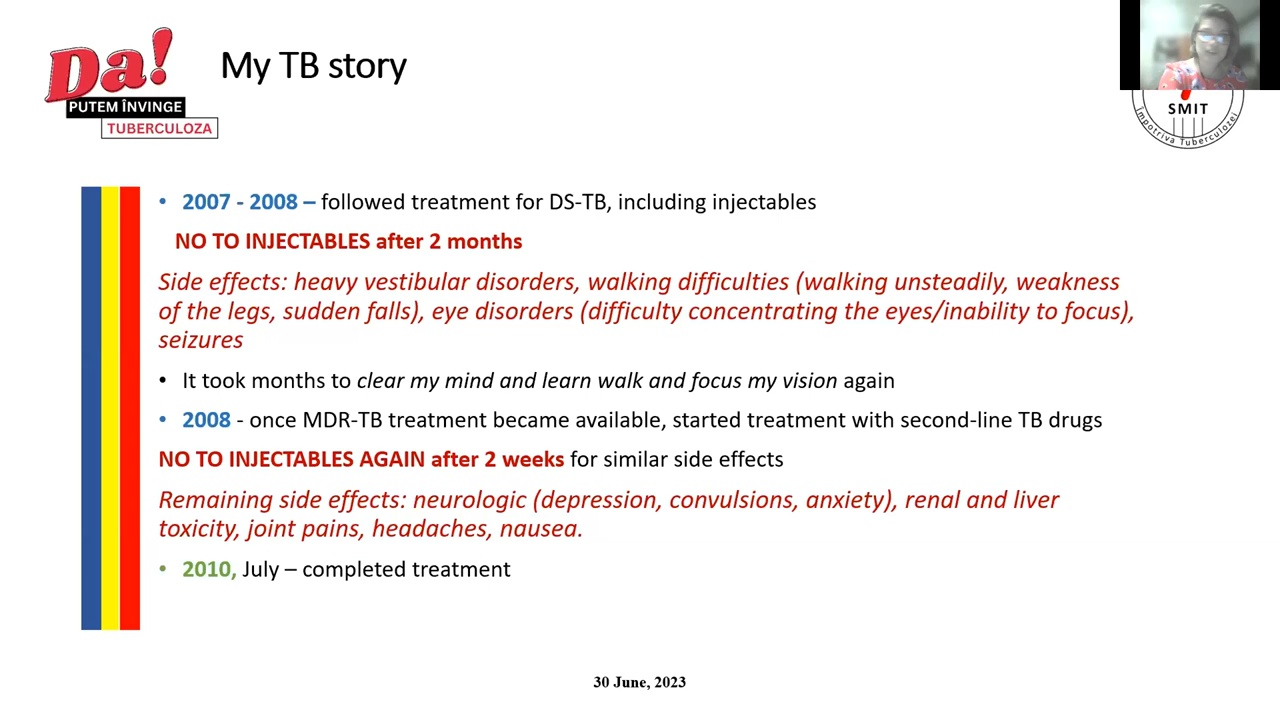 Da!
PUTEM ÎNVINGE
TUBERCULOZA
My TB story
SMIT
Împotriva Tuberculozei
• 2007 - 2008 – followed treatment for DS-TB, including injectables
NO TO INJECTABLES after 2 months
Side effects: heavy vestibular disorders, walking difficulties (walking unsteadily, weakness
of the legs, sudden falls), eye disorders (difficulty concentrating the eyes/inability to focus),
seizures
• It took months to clear my mind and learn walk and focus my vision again
• 2008 - once MDR-TB treatment became available, started treatment with second-line TB drugs
NO TO INJECTABLES AGAIN after 2 weeks for similar side effects
Remaining side effects: neurologic (depression, convulsions, anxiety), renal and liver
toxicity, joint pains, headaches, nausea.
• 2010, July – completed treatment
30 June, 2023